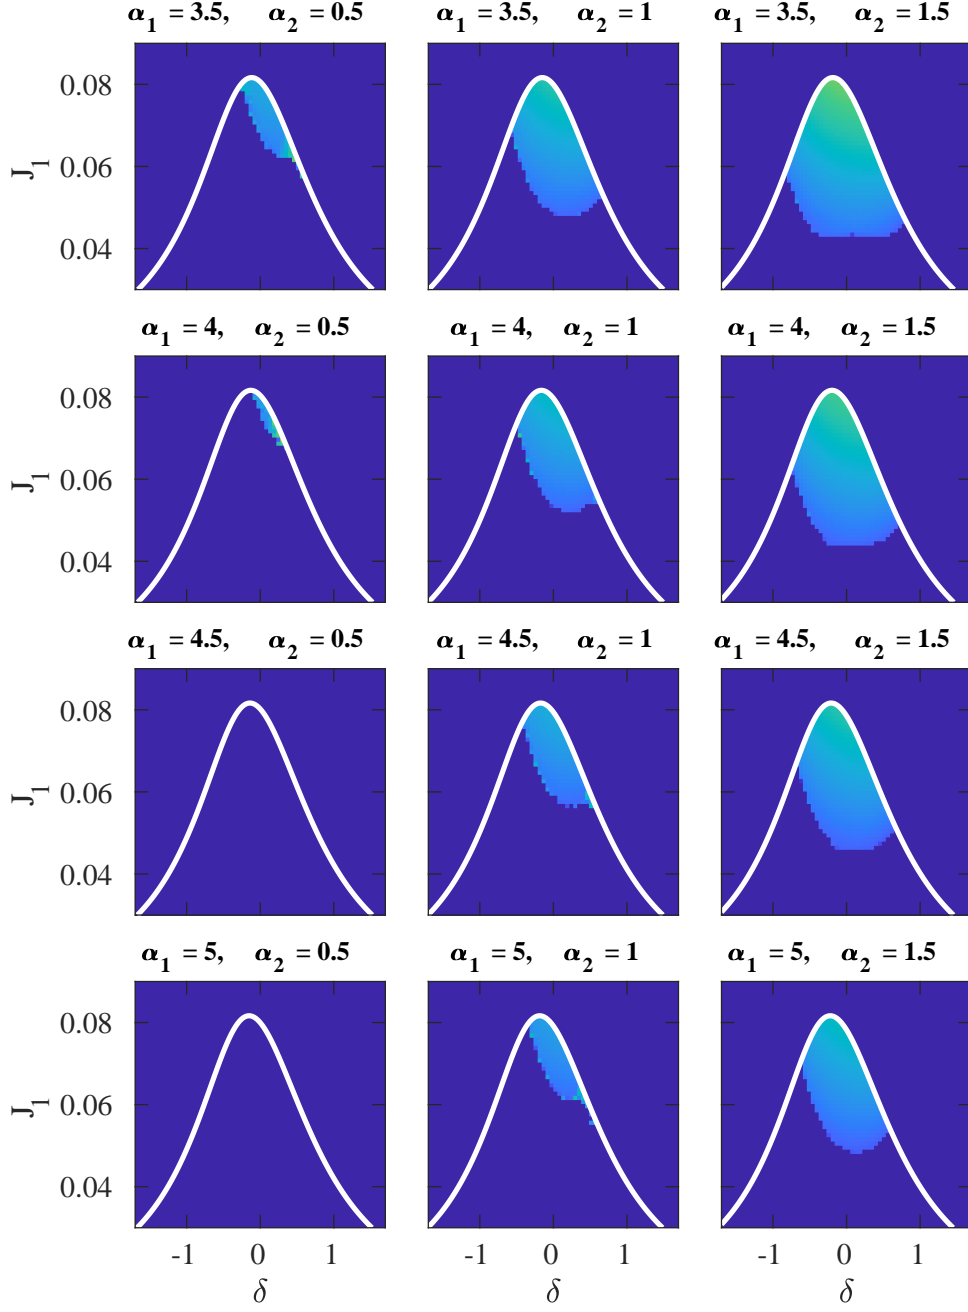 α1 = 3.5, α2 = 0.5
α1 = 3.5, α2 = 1
α1 = 3.5, α2 = 1.5
0.08
0.06
0.04
J1
α1 = 4, α2 = 0.5
α1 = 4, α2 = 1
α1 = 4, α2 = 1.5
0.08
0.06
0.04
J1
α1 = 4.5, α2 = 0.5
α1 = 4.5, α2 = 1
α1 = 4.5, α2 = 1.5
0.08
0.06
0.04
J1
α1 = 5, α2 = 0.5
α1 = 5, α2 = 1
α1 = 5, α2 = 1.5
0.08
0.06
0.04
J1
-1 0 1
-1 0 1
-1 0 1
δ
δ
δ